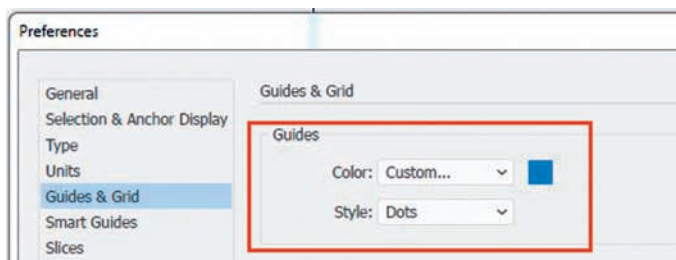 Preferences
General
Selection & Anchor Display
Type
Units
Guides & Grid
Smart Guides
Slices
Guides & Grid
Guides
Color: Custom...
Style: Dots